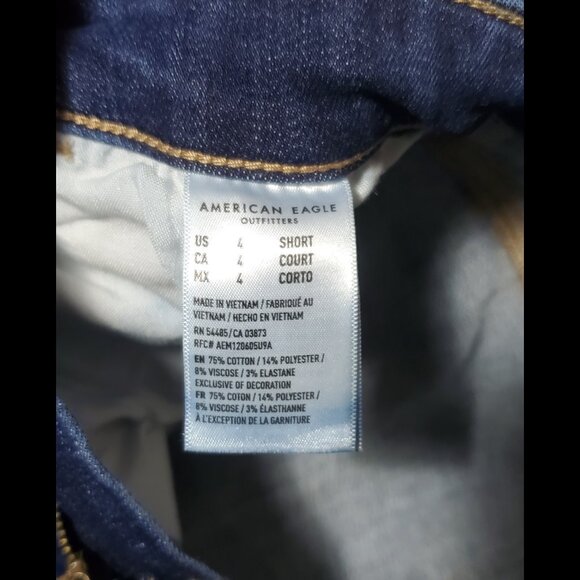 AMERICAN EAGLE
OUTFITTERS
US 4 SHORT
CA 4 COURT
MX 4 CORTO
MADE IN VIETNAM / FABRIQUÉ AU
VIETNAM / HECHO EN VIETNAM
RN 54485/CA 03873
RFC# AEM120605U9A
EN 75% COTTON / 14% POLYESTER /
8% VISCOSE / 3% ELASTANE
EXCLUSIVE OF DECORATION
FR 75% COTON / 14% POLYESTER /
8% VISCOSE / 3% ÉLASTHANNE
À L'EXCEPTION DE LA GARNITURE